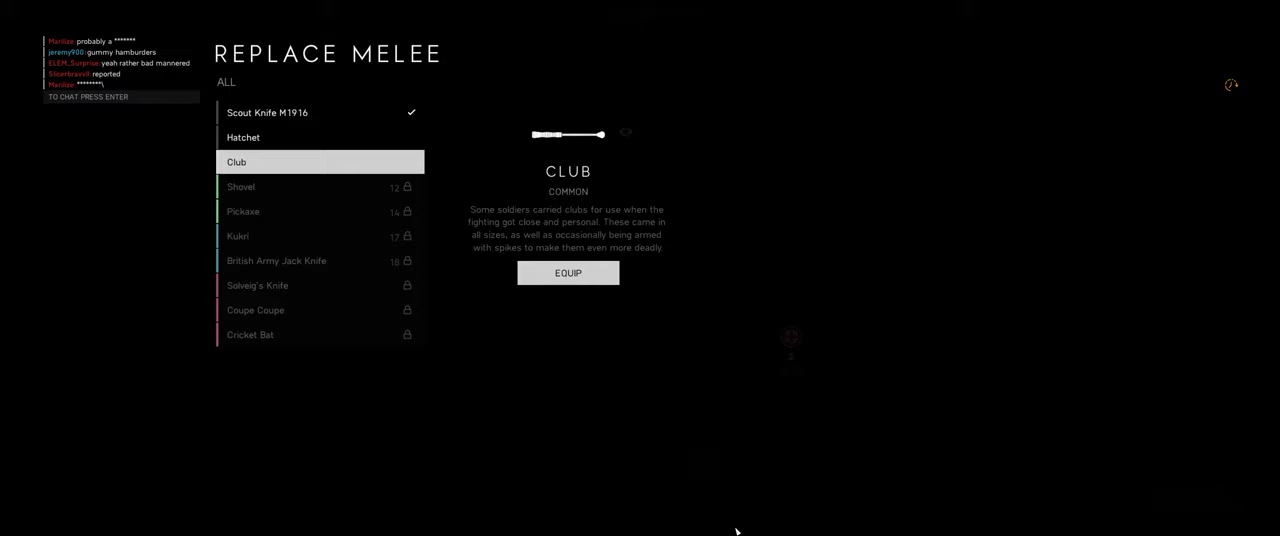 Marilize: probably a *******
jeremy900: gummy hamburders
ELEM_Surprise: yeah rather bad mannered
Slicerbravvi: reported
Marilize: ********\
TO CHAT PRESS ENTER
REPLACE MELEE
ALL
Scout Knife M1916
Hatchet
Club
Shovel 12
Pickaxe 14
Kukri 17
British Army Jack Knife 18
Solveig's Knife
Coupe Coupe
Cricket Bat
CLUB
COMMON
Some soldiers carried clubs for use when the
fighting got close and personal. These came in
all sizes, as well as occasionally being armed
with spikes to make them even more deadly.
EQUIP